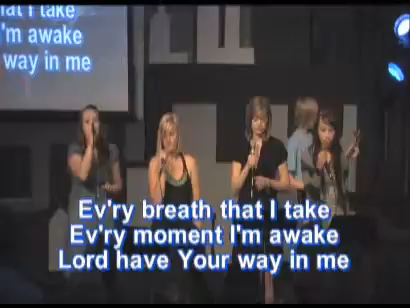 that I take
I'm awake
way in me
Ev'ry breath that I take
Ev'ry moment I'm awake
Lord have Your way in me